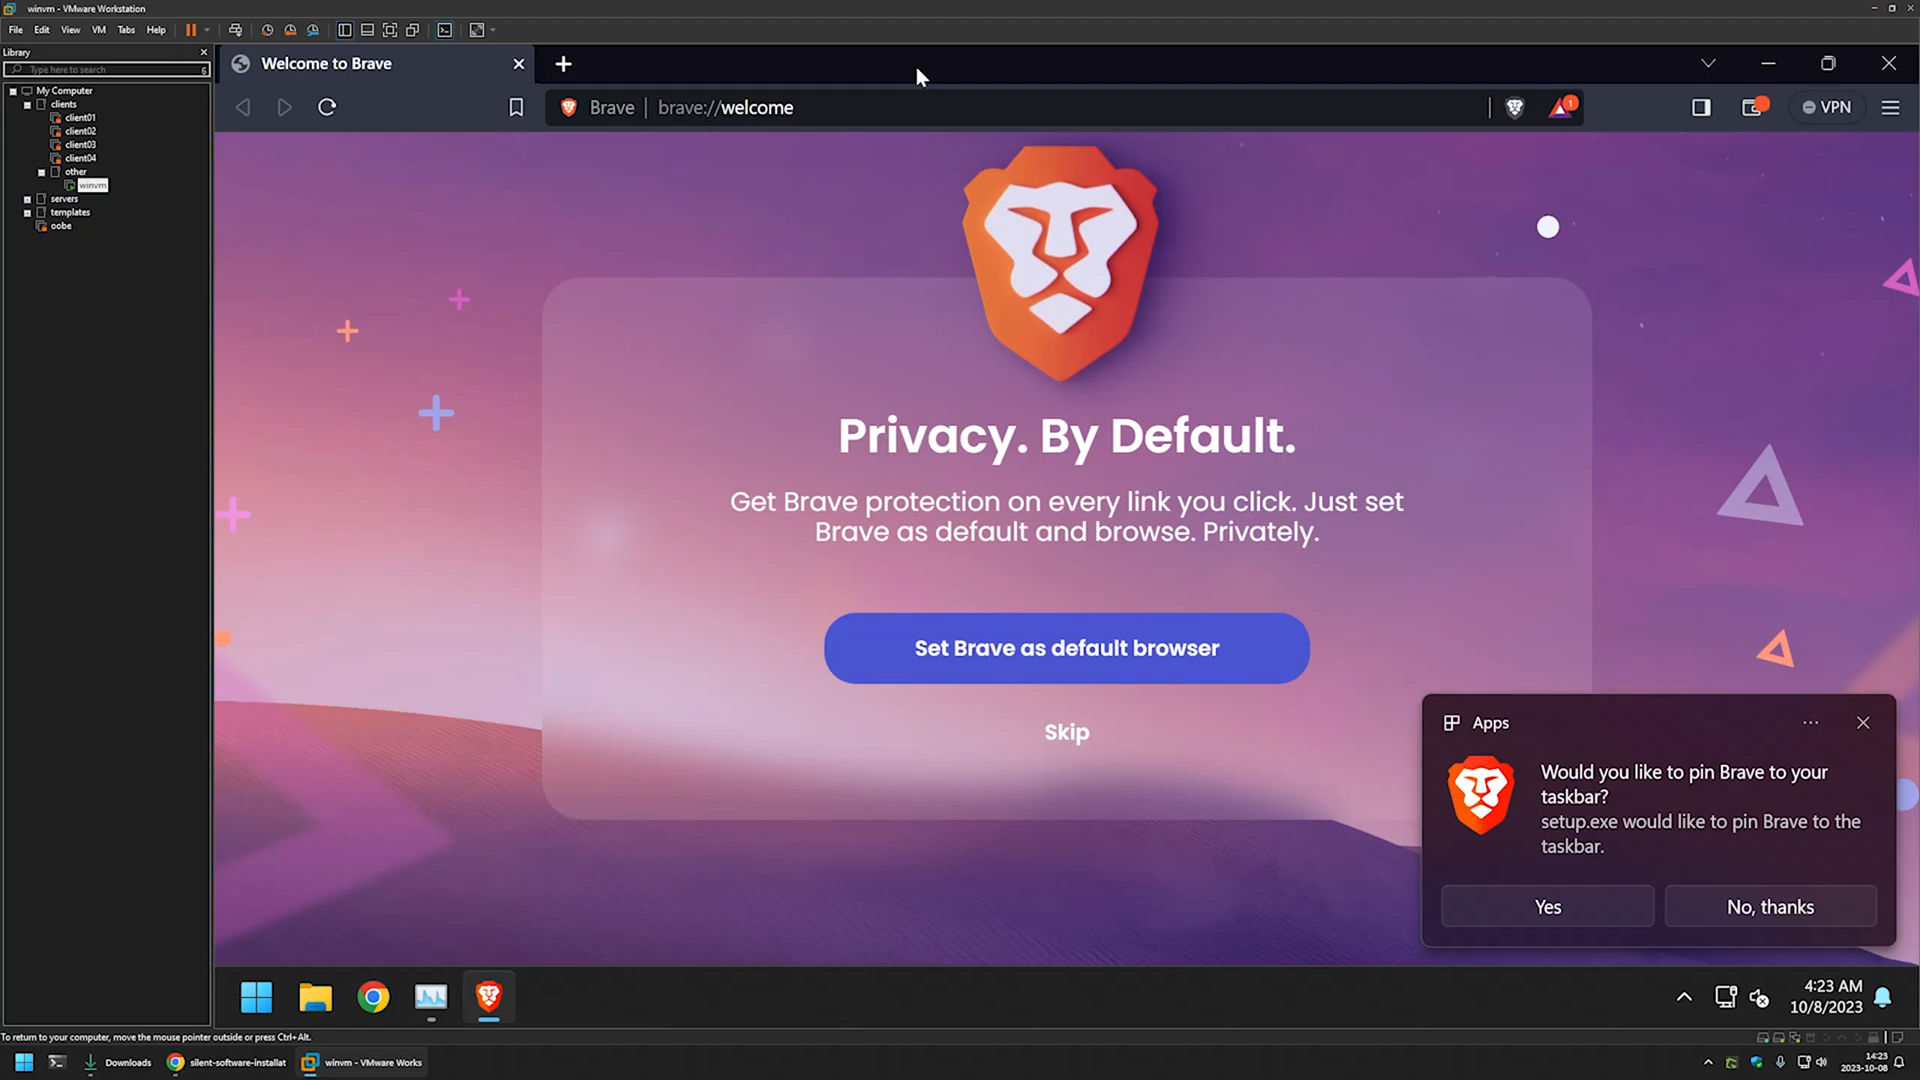 winvm - VMware Workstation
File Edit View VM Tabs Help
Library
Type here to search
My Computer
clients
client01
client02
client03
client04
other
winvm
servers
templates
oobe
Welcome to Brave
Brave brave://welcome
1
VPN
Privacy. By Default.
Get Brave protection on every link you click. Just set
Brave as default and browse. Privately.
Set Brave as default browser
Skip
Apps
Would you like to pin Brave to your
taskbar?
setup.exe would like to pin Brave to the
taskbar.
Yes
No, thanks
4:23 AM
10/8/2023
To return to your computer, move the mouse pointer outside or press Ctrl+Alt.
Downloads
silent-software-installat
winvm - VMware Works
14:23
2023-10-08